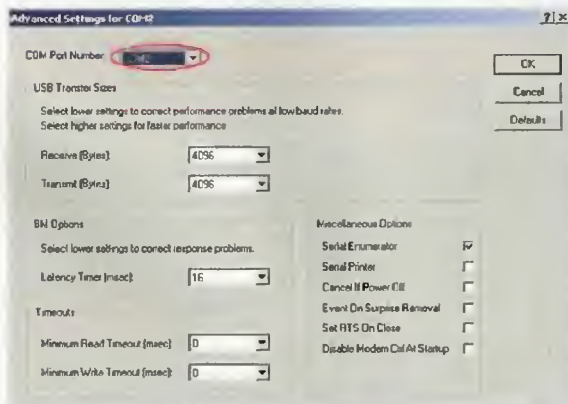 Advanced Settings for COM2
COM Port Number:
COM2
OK
Cancel
Defaults
USB Transfer Sizes
Select lower settings to correct performance problems at low baud rates.
Select higher settings for faster performance
Receive (Bytes):
4096
Transmit (Bytes):
4096
BM Options
Select lower settings to correct response problems.
Latency Timer (msec):
16
Timeouts
Minimum Read Timeout (msec):
0
Minimum Write Timeout (msec):
0
Miscellaneous Options
Serial Enumerator
Serial Printer
Cancel If Power Off
Event On Surprise Removal
Set RTS On Close
Disable Modem Ctrl At Startup